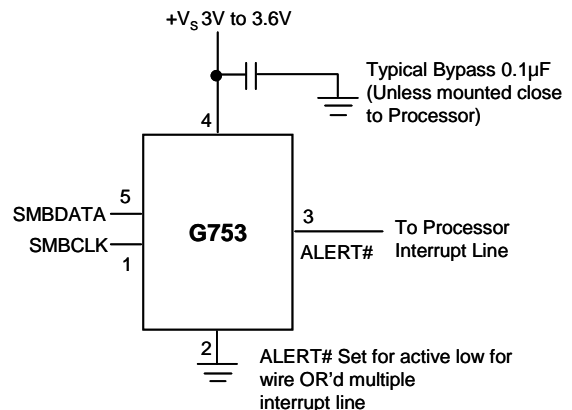 +VS 3V to 3.6V
Typical Bypass 0.1µF
(Unless mounted close
to Processor)
4
5
SMBDATA
SMBCLK
1
G753
3
ALERT#
To Processor
Interrupt Line
2
ALERT# Set for active low for
wire OR'd multiple
interrupt line